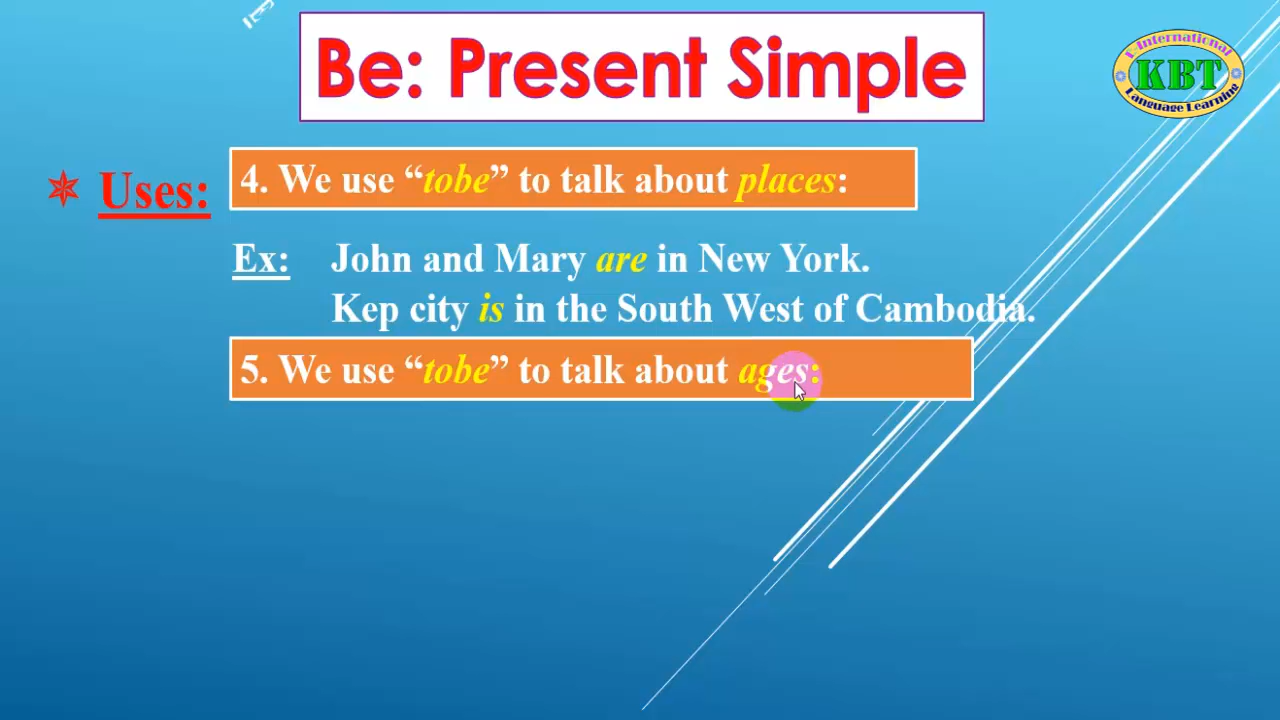 Be: Present Simple
Y-International
KBT
Language Learning
✵ Uses:
4. We use “tobe” to talk about places:
Ex: John and Mary are in New York.
Kep city is in the South West of Cambodia.
5. We use “tobe” to talk about ages: